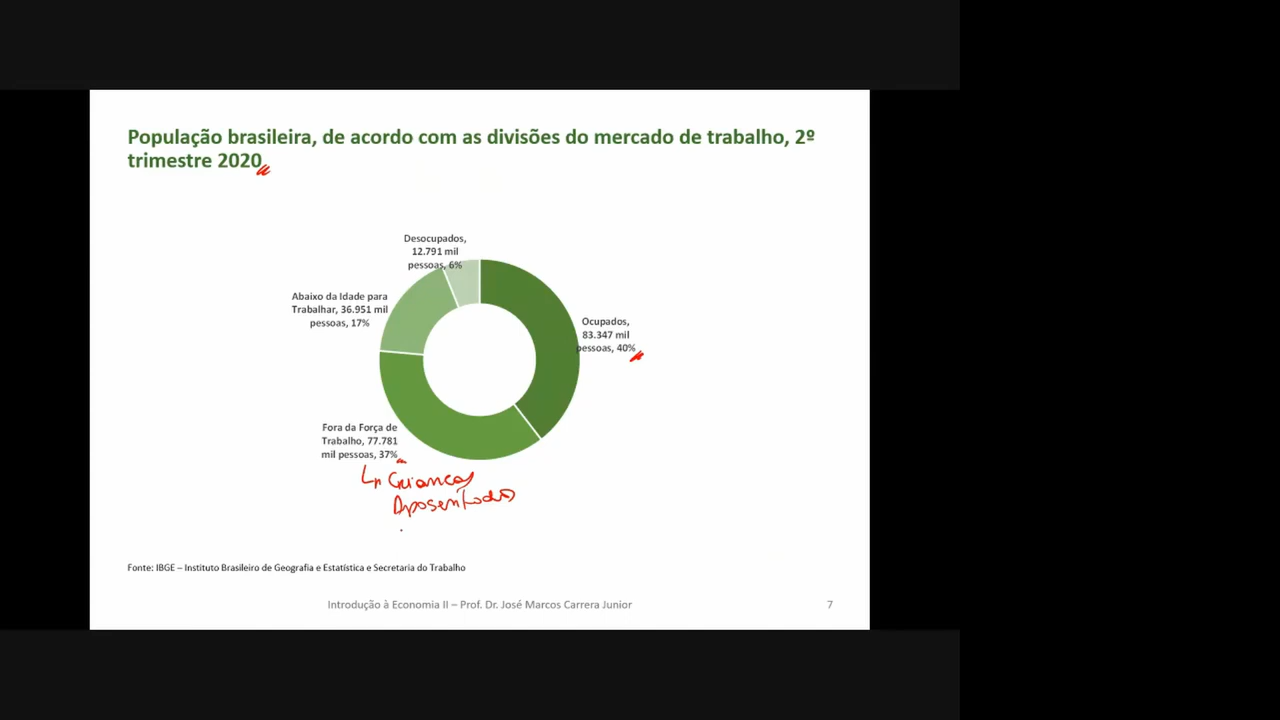 População brasileira, de acordo com as divisões do mercado de trabalho, 2º
trimestre 2020
Desocupados,
12.791 mil
pessoas, 6%
Abaixo da Idade para
Trabalhar, 36.951 mil
pessoas, 17%
Ocupados,
83.347 mil
pessoas, 40%
Fora da Força de
Trabalho, 77.781
mil pessoas, 37%
Crianças
Aposentados
Fonte: IBGE – Instituto Brasileiro de Geografia e Estatística e Secretaria do Trabalho
Introdução à Economia II – Prof. Dr. José Marcos Carrera Junior
7